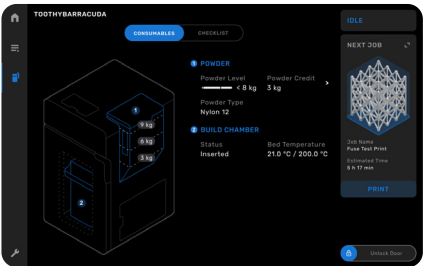 TOOTHYBARRACUDA
CONSUMABLES
CHECKLIST
1 POWDER
Powder Level
< 8 kg
Powder Credit
3 kg
Powder Type
Nylon 12
2 BUILD CHAMBER
Status
Inserted
Bed Temperature
21.0 °C / 200.0 °C
1
9 kg
6 kg
3 kg
2
IDLE
NEXT JOB
Job Name
Fuse Test Print
Estimated Time
5 h 17 min
PRINT
Unlock Door